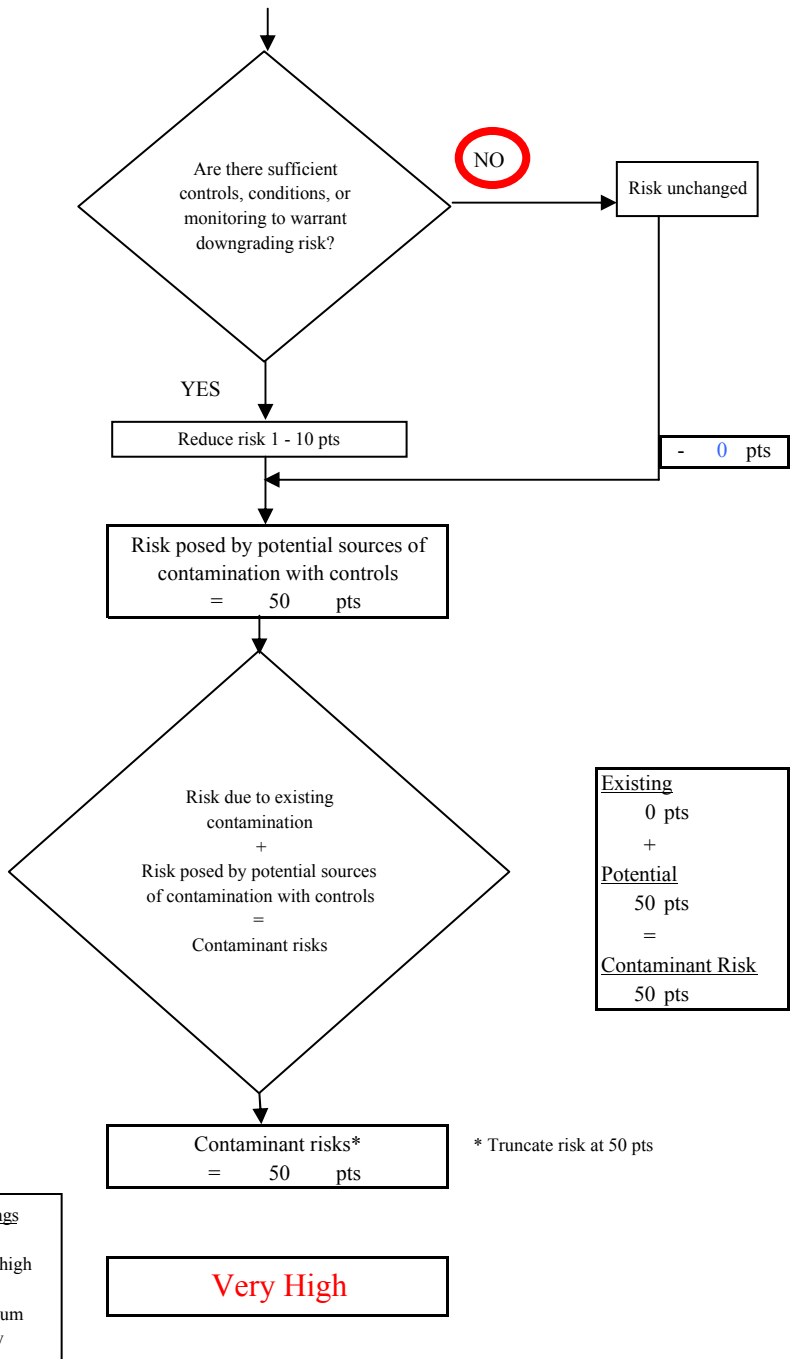 Are there sufficient
controls, conditions, or
monitoring to warrant
downgrading risk?
NO
Risk unchanged
YES
Reduce risk 1 - 10 pts
- 0 pts
Risk posed by potential sources of
contamination with controls
= 50 pts
Risk due to existing
contamination
+
Risk posed by potential sources
of contamination with controls
=
Contaminant risks
Existing
0 pts
+
Potential
50 pts
=
Contaminant Risk
50 pts
Contaminant risks*
= 50 pts
* Truncate risk at 50 pts
high
Very High